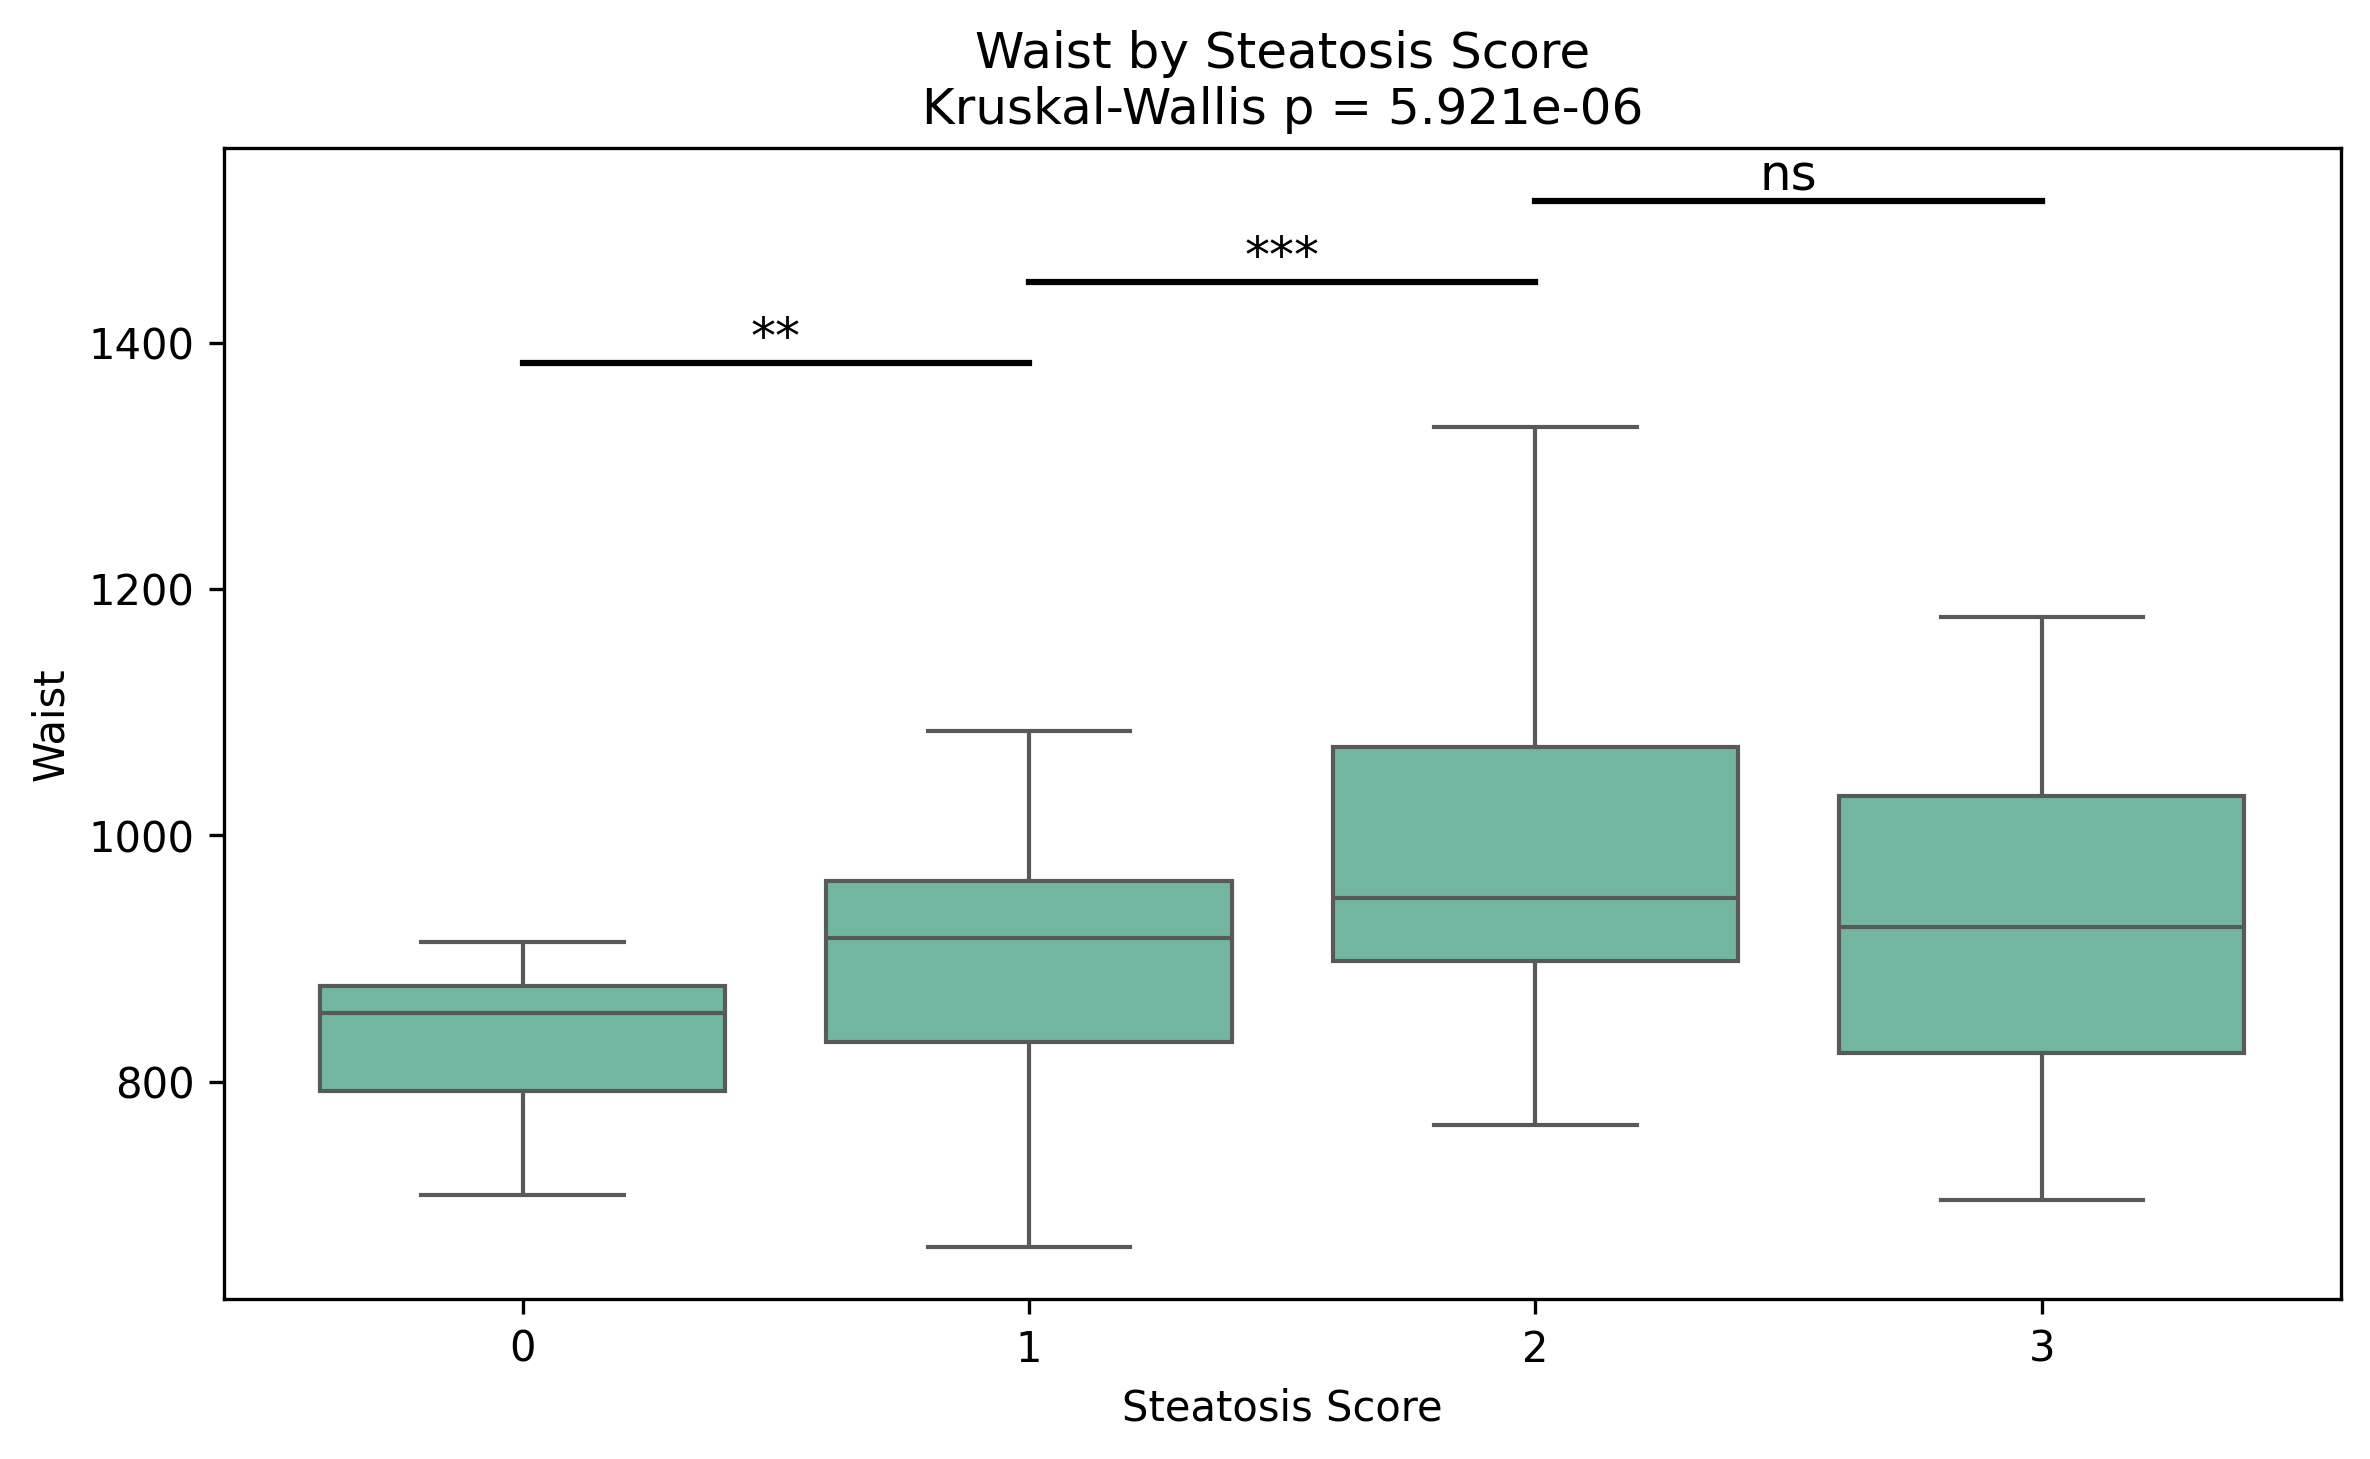 Waist by Steatosis Score
Kruskal-Wallis p = 5.921e-06
ns
***
**
1400
1200
1000
800
Waist
0 1 2 3
Steatosis Score